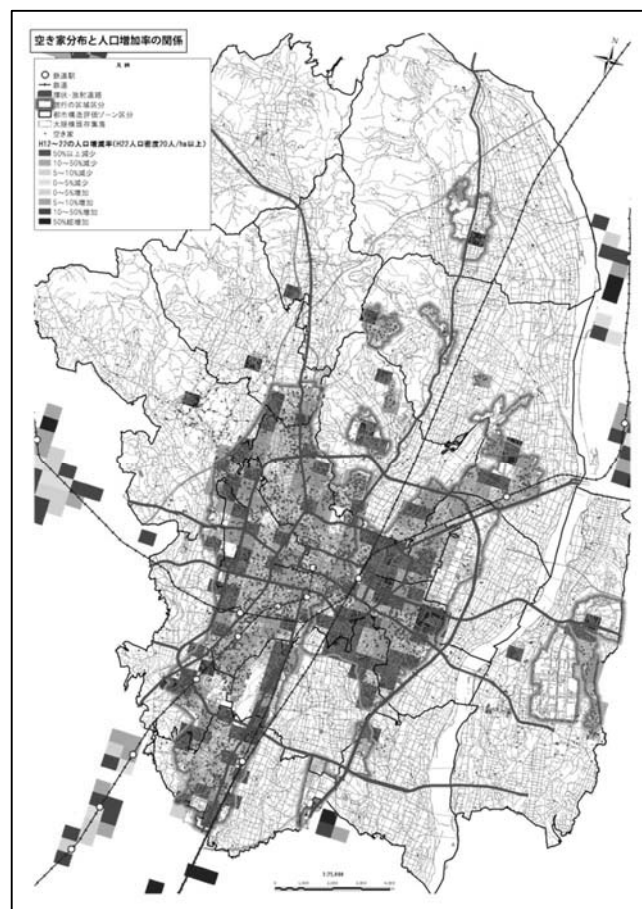 空き家分布と人口増加率の関係
凡例
鉄道駅
鉄道
環状・放射道路
現行の区域区分
都市構造評価ゾーン区分
大規模既存集落
空き家
H12～22の人口増減率(H22人口密度20人/ha以上)
50%以上減少
10～50%減少
5～10%減少
0～5%減少
0～5%増加
5～10%増加
10～50%増加
50%超増加
N